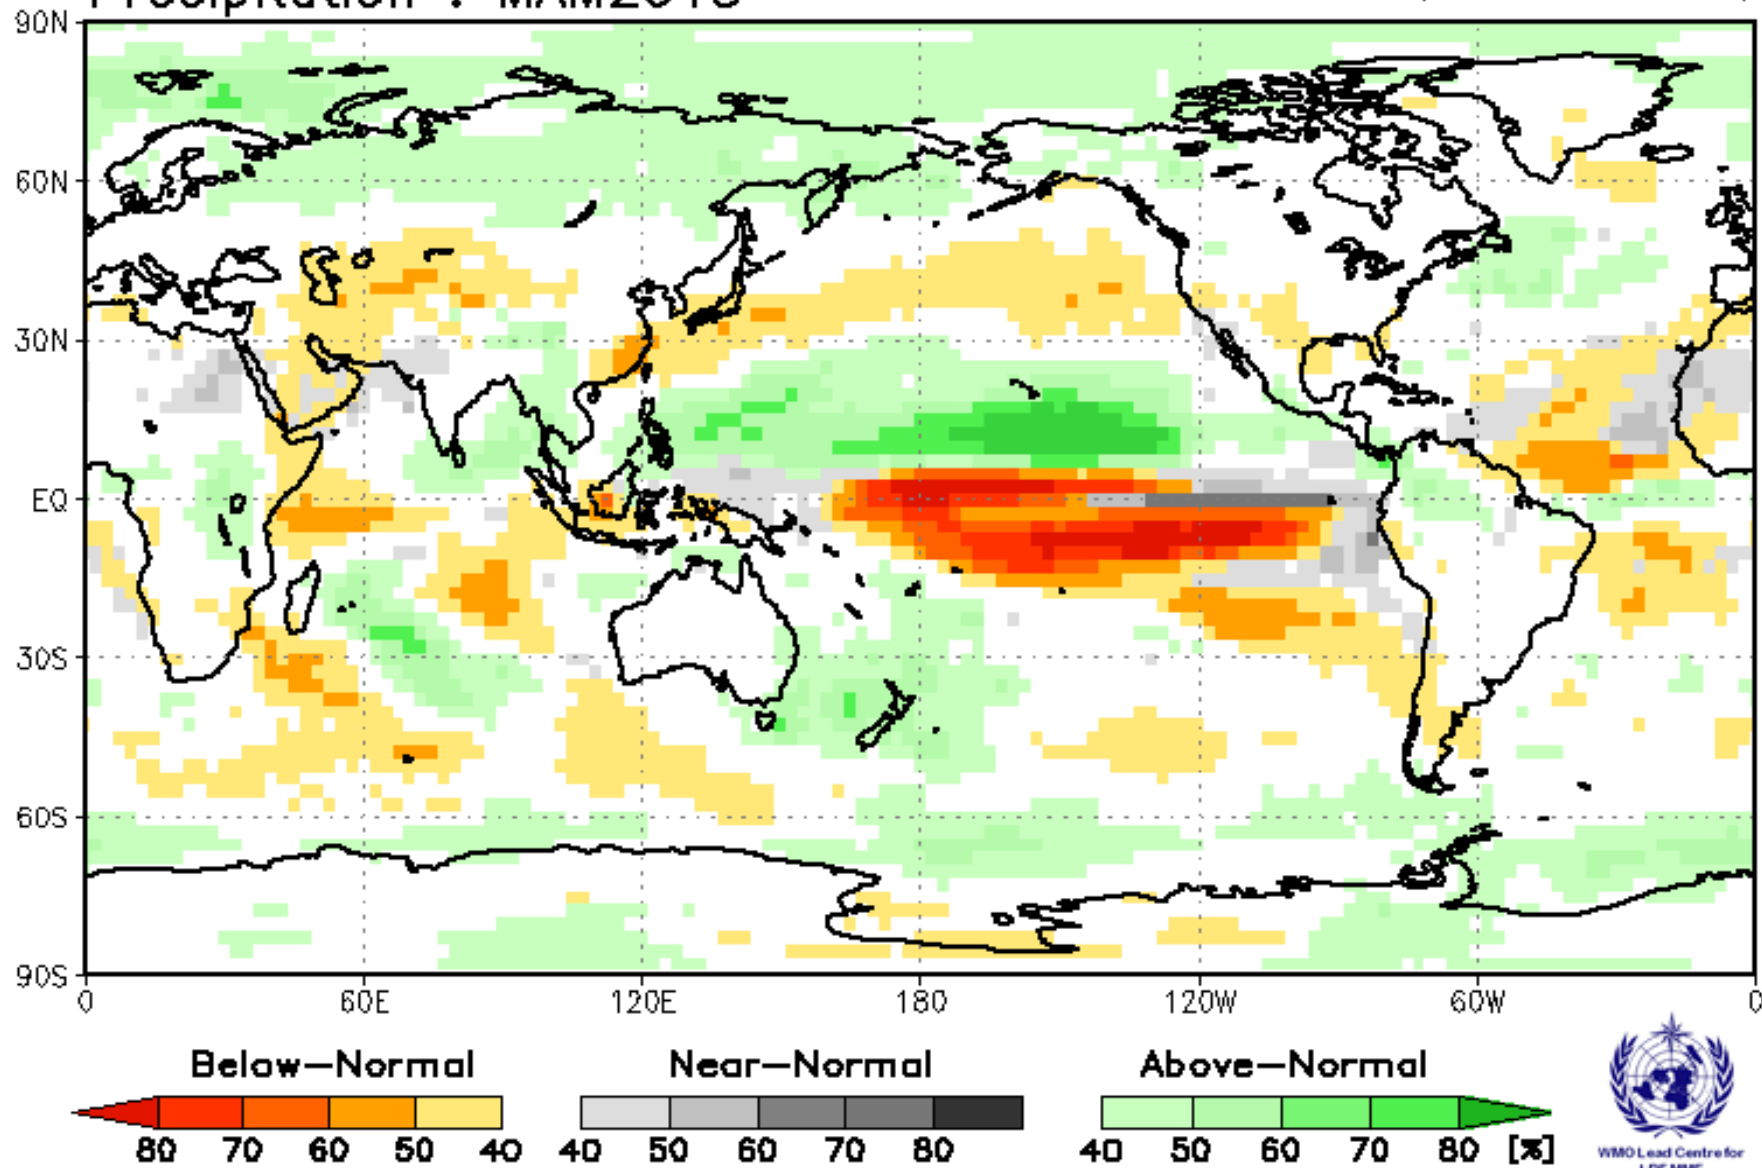 Precipitation : MAM2018
90N
60N
30N
EQ
30S
60S
90S
0 60E 120E 180 120W 60W 0
Below-Normal Near-Normal Above-Normal
80 70 60 50 40 40 50 60 70 80 40 50 60 70 80 [%]
WMO Lead Centre for